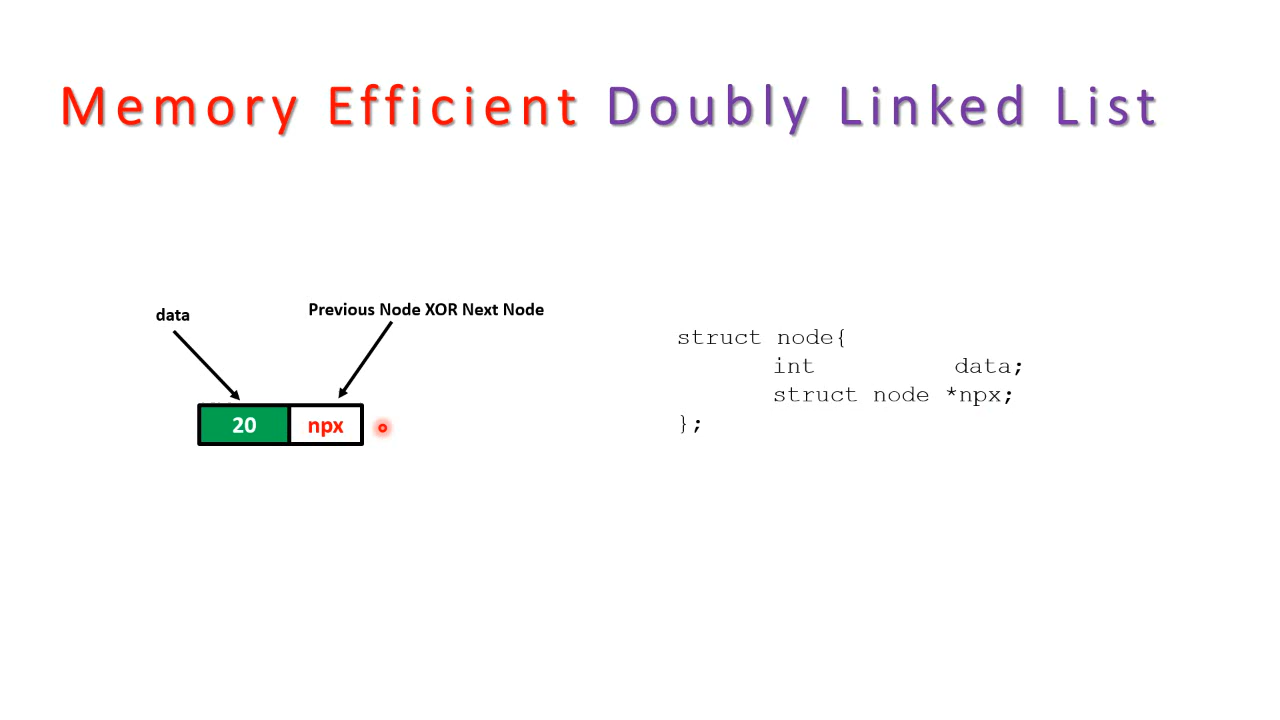 Memory Efficient Doubly Linked List
data
Previous Node XOR Next Node
20 npx
struct node{
int data;
struct node *npx;
};